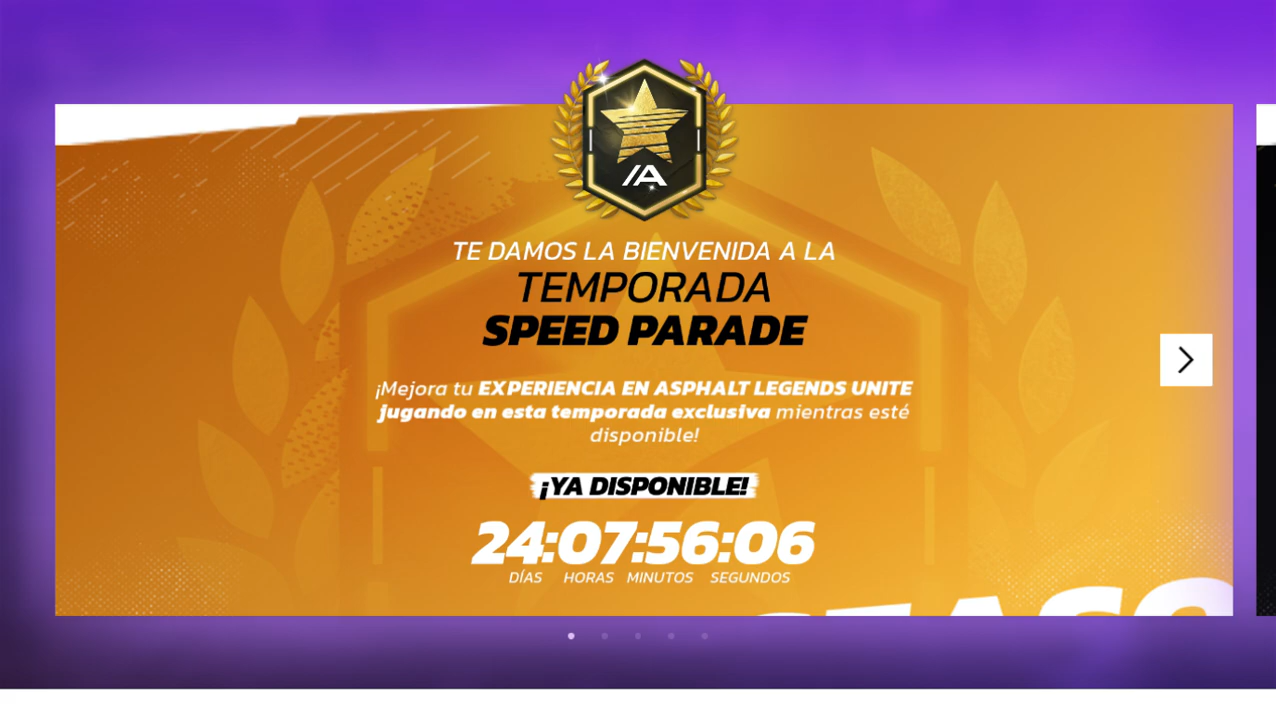 /A
TE DAMOS LA BIENVENIDA A LA
TEMPORADA
SPEED PARADE
¡Mejora tu EXPERIENCIA EN ASPHALT LEGENDS UNITE
jugando en esta temporada exclusiva mientras esté
disponible!
¡YA DISPONIBLE!
24:07:56:06
DÍAS HORAS MINUTOS SEGUNDOS